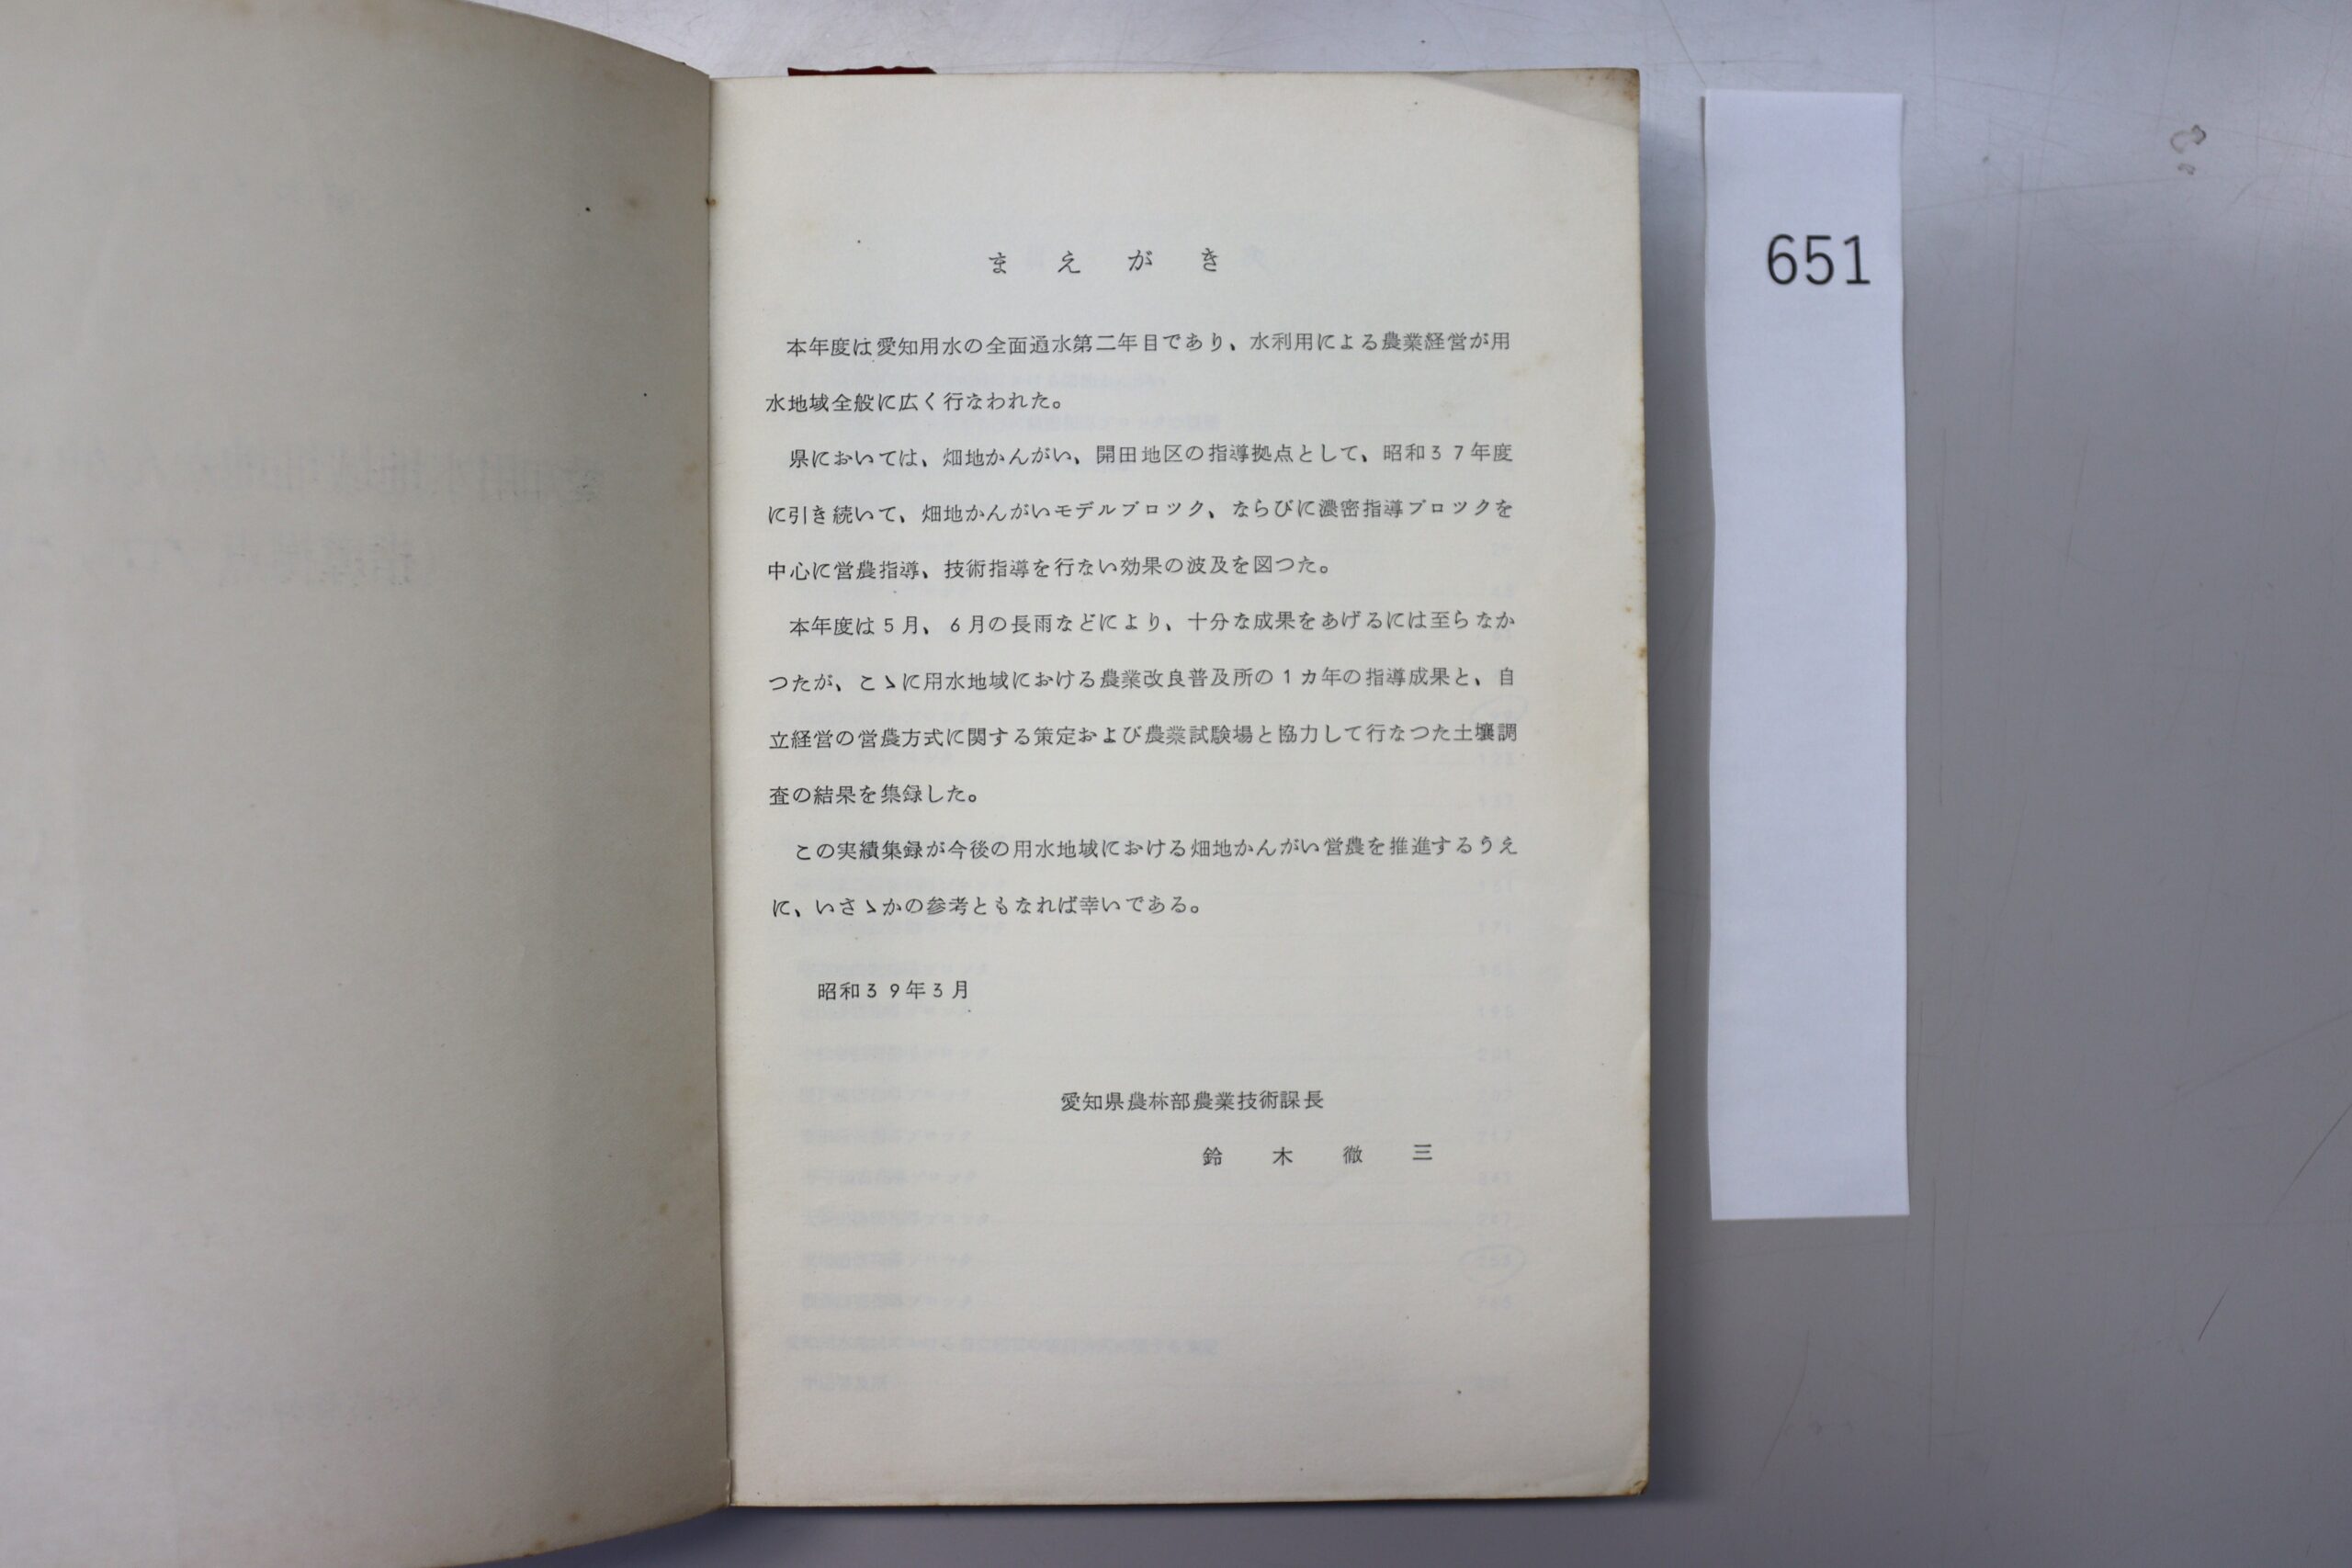 まえがき
本年度は愛知用水の全面通水第二年目であり、水利用による農業経営が用
水地域全般に広く行なわれた。
県においては、畑地かんがい、開田地区の指導拠点として、昭和37年度
に引き続いて、畑地かんがいモデルブロツク、ならびに濃密指導ブロツクを
中心に営農指導、技術指導を行ない効果の波及を図つた。
本年度は5月、6月の長雨などにより、十分な成果をあげるには至らなか
つたが、こゝに用水地域における農業改良普及所の1カ年の指導成果と、自
立経営の営農方式に関する策定および農業試験場と協力して行なつた土壌調
査の結果を集録した。
この実績集録が今後の用水地域における畑地かんがい営農を推進するうえ
に、いさゝかの参考ともなれば幸いである。
昭和39年3月
愛知県農林部農業技術課長
鈴木徹三
651